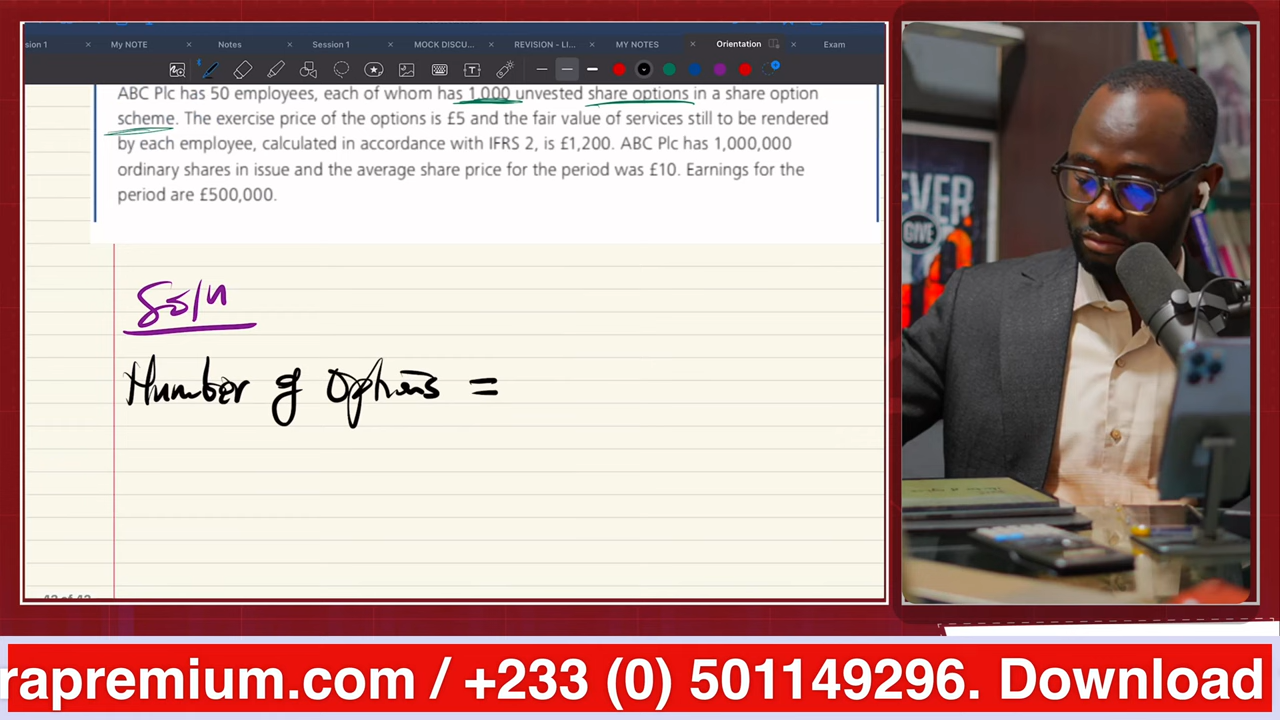 sion 1 × My NOTE × Notes × Session 1 × MOCK DISCU... × REVISION - LI... × MY NOTES × Orientation × Exam
ABC Plc has 50 employees, each of whom has 1,000 unvested share options in a share option
scheme. The exercise price of the options is £5 and the fair value of services still to be rendered
by each employee, calculated in accordance with IFRS 2, is £1,200. ABC Plc has 1,000,000
ordinary shares in issue and the average share price for the period was £10. Earnings for the
period are £500,000.
Soln
Number of Options =
EVER
GIVE
rapremium.com / +233 (0) 501149296. Download